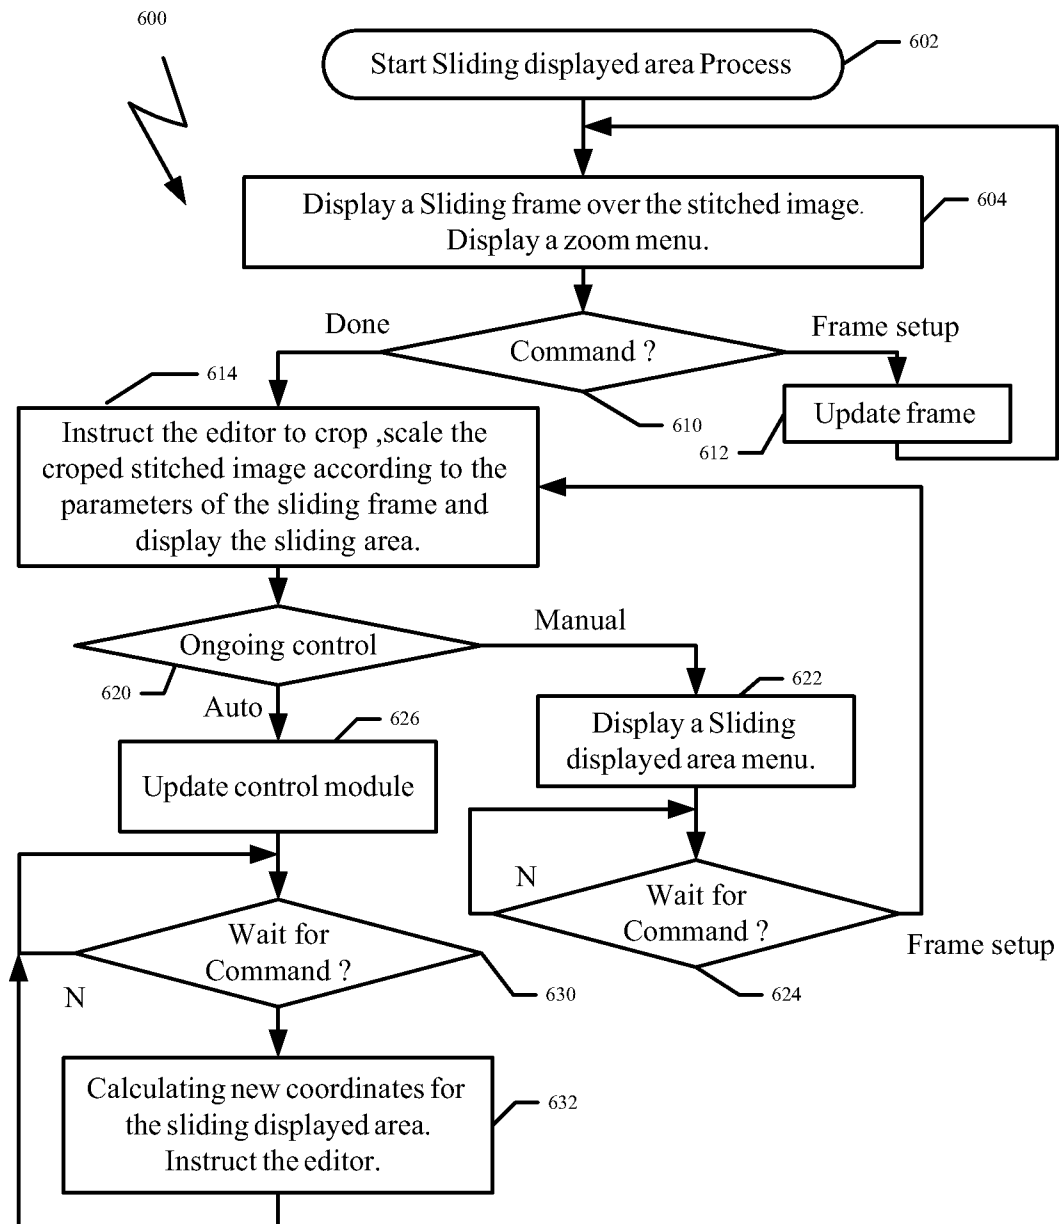 600
Start Sliding displayed area Process
602
Display a Sliding frame over the stitched image.
Display a zoom menu.
604
Done
Command ?
Frame setup
610
Update frame
612
614
Instruct the editor to crop ,scale the
croped stitched image according to the
parameters of the sliding frame and
display the sliding area.
Ongoing control
Manual
620
Auto
622
Display a Sliding
displayed area menu.
626
Update control module
N
Wait for
Command ?
Frame setup
624
Wait for
Command ?
N
630
Calculating new coordinates for
the sliding displayed area.
Instruct the editor.
632